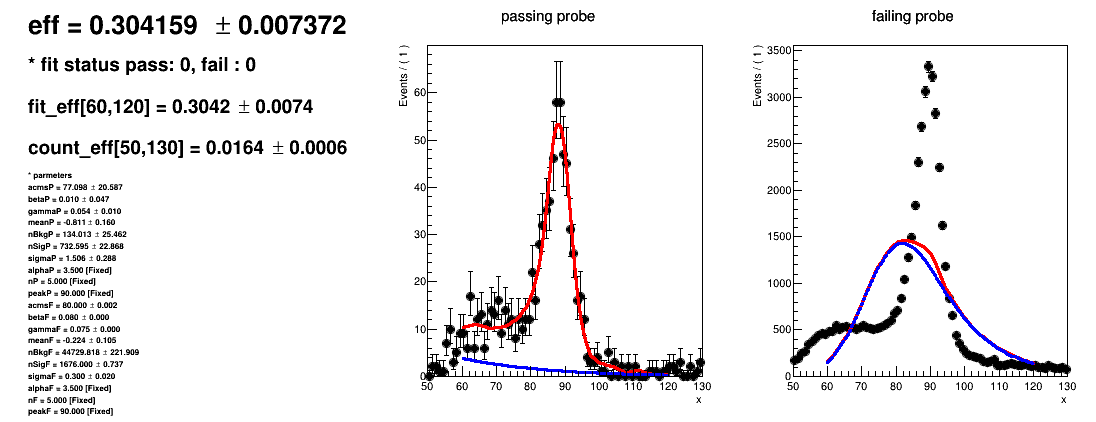 eff = 0.304159 ± 0.007372
* fit status pass: 0, fail : 0
fit_eff[60,120] = 0.3042 ± 0.0074
count_eff[50,130] = 0.0164 ± 0.0006
* parmeters
acmsP = 77.098 ± 20.587
betaP = 0.010 ± 0.047
gammaP = 0.054 ± 0.010
meanP = -0.811 ± 0.160
nBkgP = 134.013 ± 25.462
nSigP = 732.595 ± 22.868
sigmaP = 1.506 ± 0.288
alphaP = 3.500 [Fixed]
nP = 5.000 [Fixed]
peakP = 90.000 [Fixed]
acmsF = 80.000 ± 0.002
betaF = 0.080 ± 0.000
gammaF = 0.075 ± 0.000
meanF = -0.224 ± 0.105
nBkgF = 44729.818 ± 221.909
nSigF = 1676.000 ± 0.737
sigmaF = 0.300 ± 0.020
alphaF = 3.500 [Fixed]
nF = 5.000 [Fixed]
peakF = 90.000 [Fixed]
passing probe
Events / ( 1 )
60
50
40
30
20
10
0
50 60 70 80 90 100 110 120 130
x
failing probe
Events / ( 1 )
3500
3000
2500
2000
1500
1000
500
0
50 60 70 80 90 100 110 120 130
x